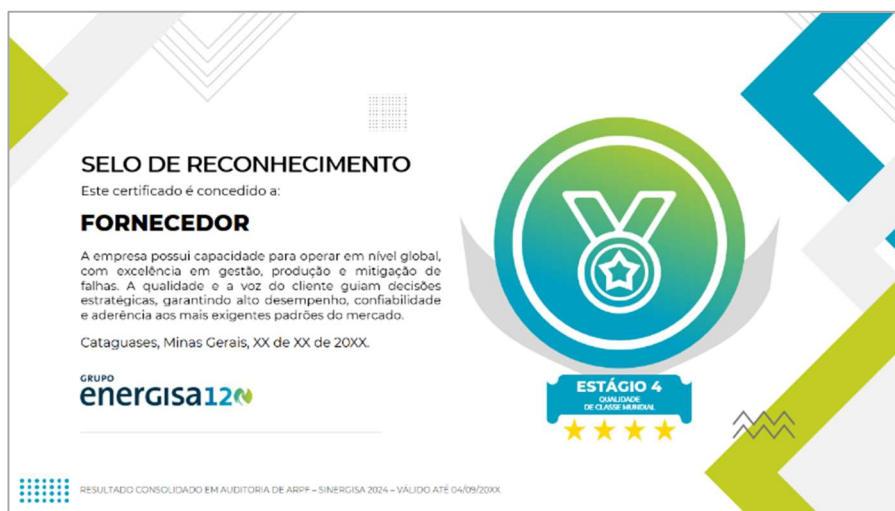 SELO DE RECONHECIMENTO
Este certificado é concedido a:
FORNECEDOR
A empresa possui capacidade para operar em nível global,
com excelência em gestão, produção e mitigação de
falhas. A qualidade e a voz do cliente guiam decisões
estratégicas, garantindo alto desempenho, confiabilidade
e aderência aos mais exigentes padrões do mercado.
Cataguases, Minas Gerais, XX de XX de 20XX.
GRUPO
energisa120
ESTÁGIO 4
QUALIDADE
DE CLASSE MUNDIAL
RESULTADO CONSOLIDADO EM AUDITORIA DE ARPF – SINERGISA 2024 – VÁLIDO ATÉ 04/09/20XX